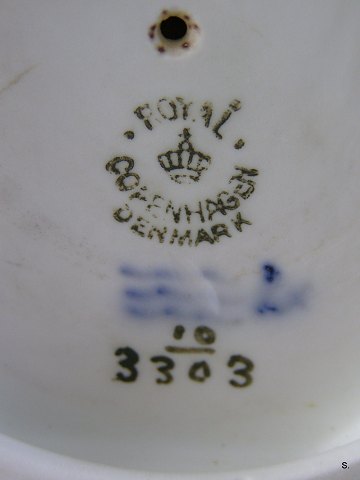 ROYAL
COPENHAGEN
DENMARK
10
3303
S.